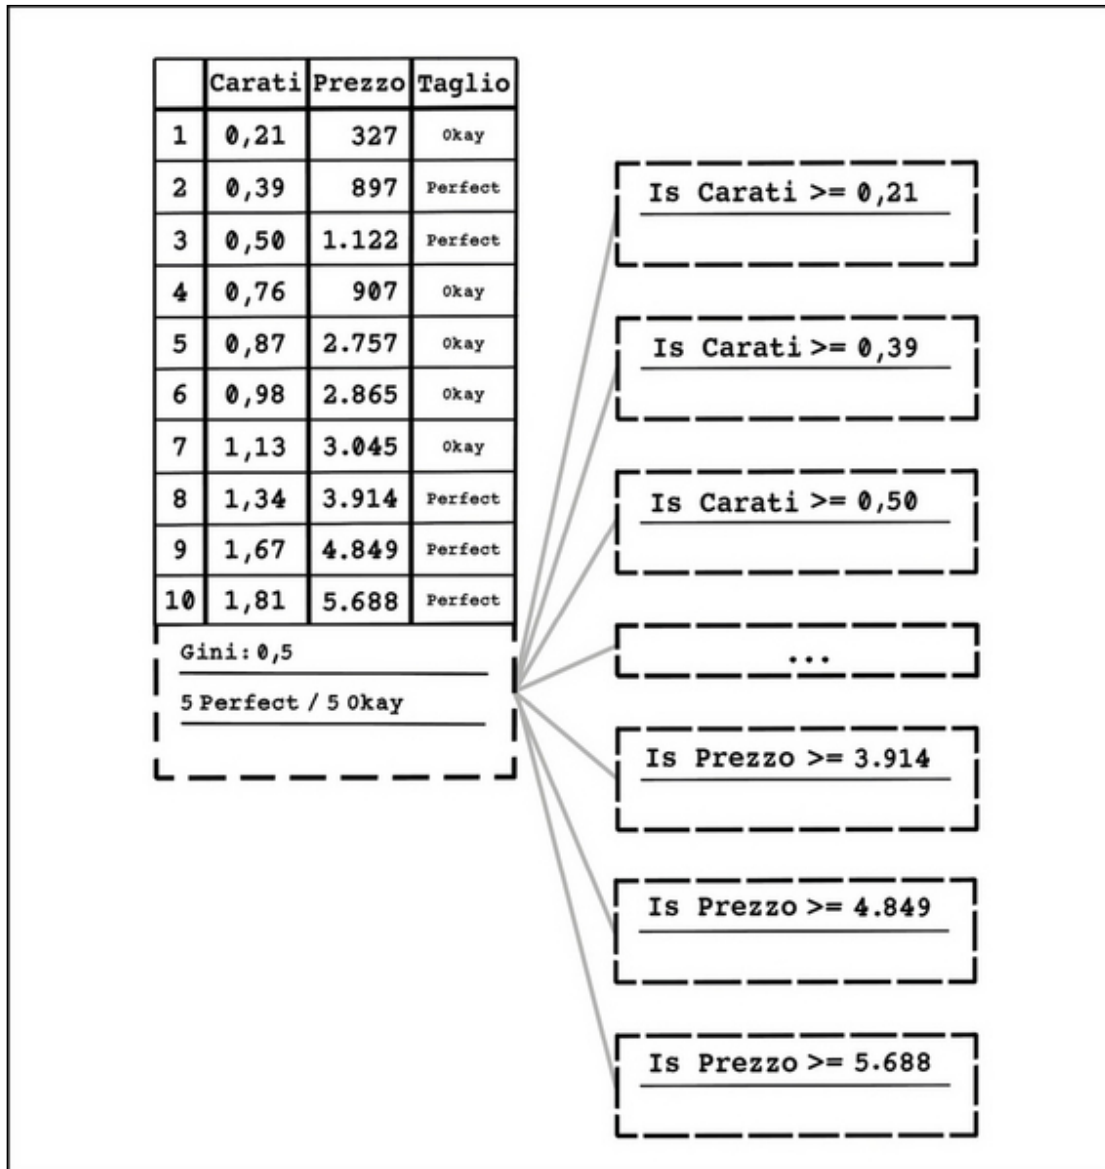 Carati Prezzo Taglio
1 0,21 327 Okay
2 0,39 897 Perfect
3 0,50 1.122 Perfect
4 0,76 907 Okay
5 0,87 2.757 Okay
6 0,98 2.865 Okay
7 1,13 3.045 Okay
8 1,34 3.914 Perfect
9 1,67 4.849 Perfect
10 1,81 5.688 Perfect
Gini: 0,5
5 Perfect / 5 Okay
Is Carati >= 0,21
Is Carati >= 0,39
Is Carati >= 0,50
...
Is Prezzo >= 3.914
Is Prezzo >= 4.849
Is Prezzo >= 5.688